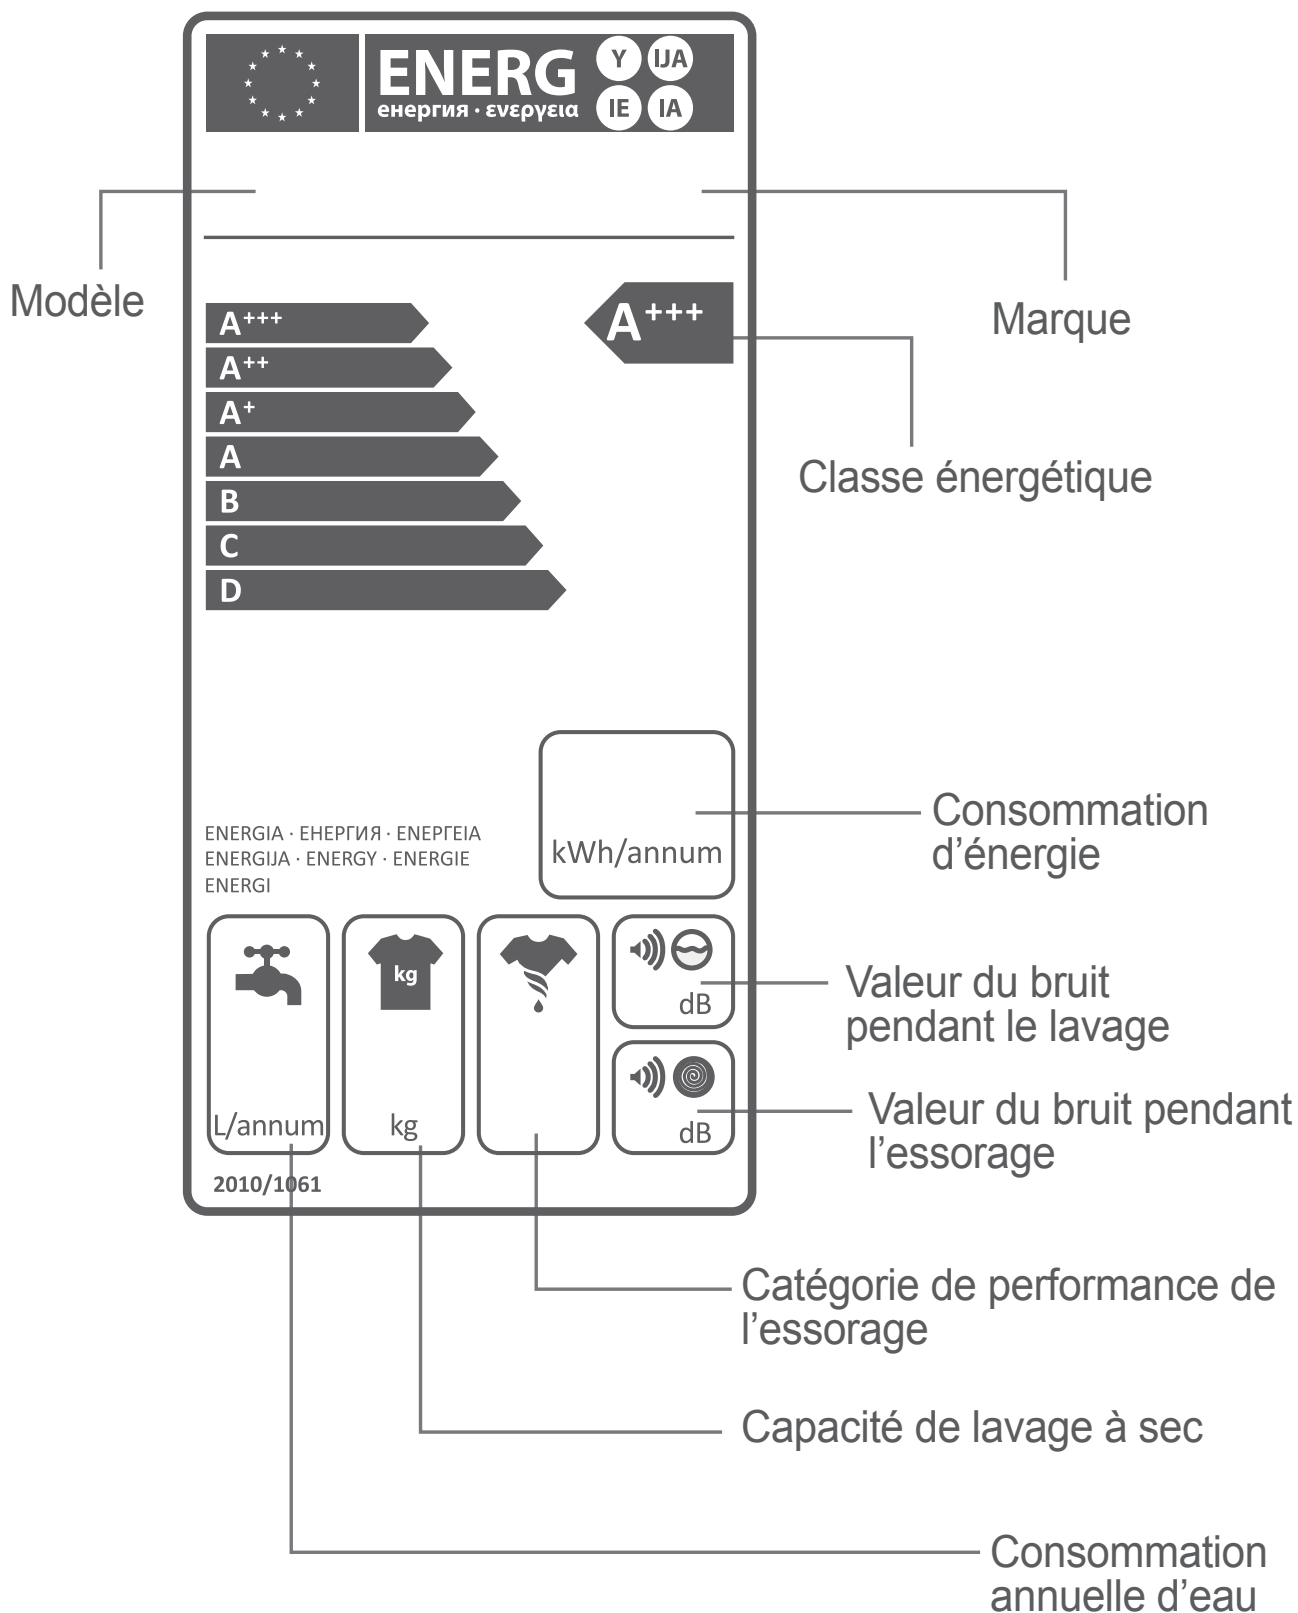 ENERG Y IJA
енергия · ενεργεια IE IA
Modèle
Marque
A+++
A+++
A++
A+
A
B
C
D
Classe énergétique
Consommation
d’énergie
kWh/annum
ENERGIA · ЕНЕРГИЯ · ΕΝΕΡΓΕΙΑ
ENERGIJA · ENERGY · ENERGIE
ENERGI
kg
dB
Valeur du bruit
pendant le lavage
L/annum
kg
dB
Valeur du bruit pendant
l’essorage
2010/1061
Catégorie de performance de
l’essorage
Capacité de lavage à sec
Consommation
annuelle d’eau